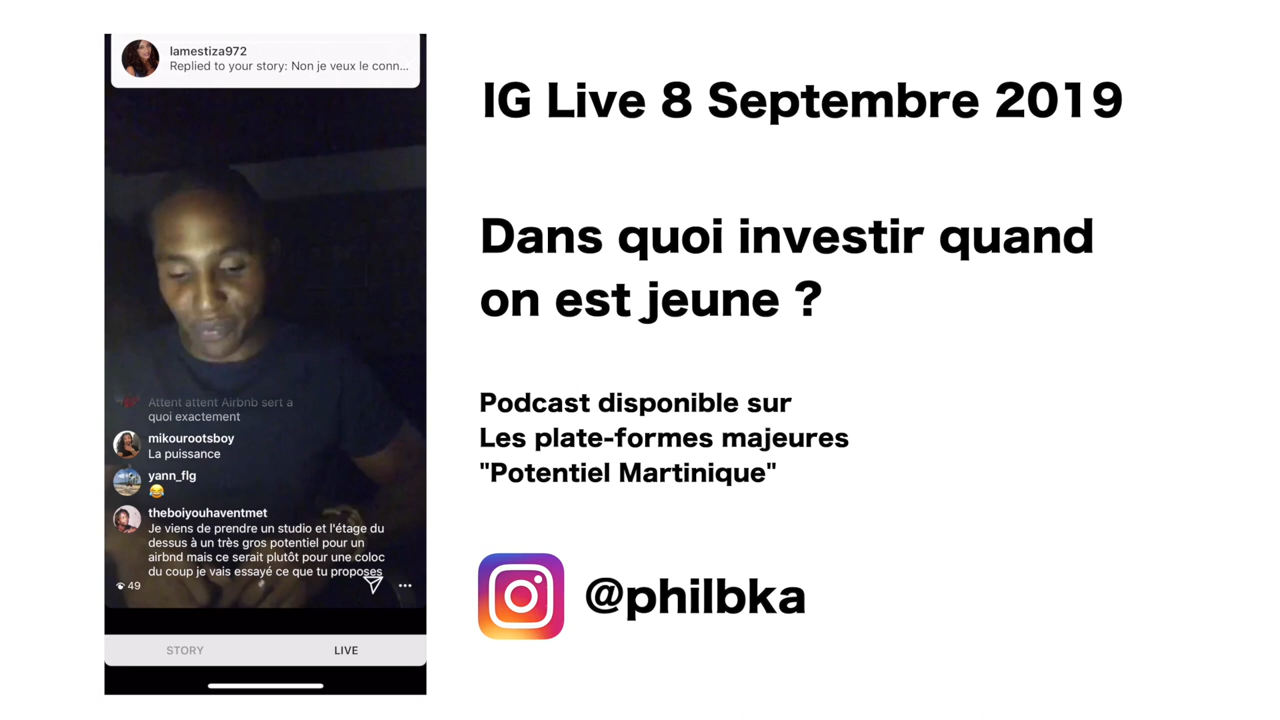 lamestiza972
Replied to your story: Non je veux le conn...
Attent attent Airbnb sert a
quoi exactement
mikourootsboy
La puissance
yann_flg
😂
theboiyouhaventmet
Je viens de prendre un studio et l'étage du
dessus à un très gros potentiel pour un
airbnd mais ce serait plutôt pour une coloc
du coup je vais essayé ce que tu proposes
49
STORY
LIVE
IG Live 8 Septembre 2019
Dans quoi investir quand
on est jeune ?
Podcast disponible sur
Les plate-formes majeures
"Potentiel Martinique"
@philbka